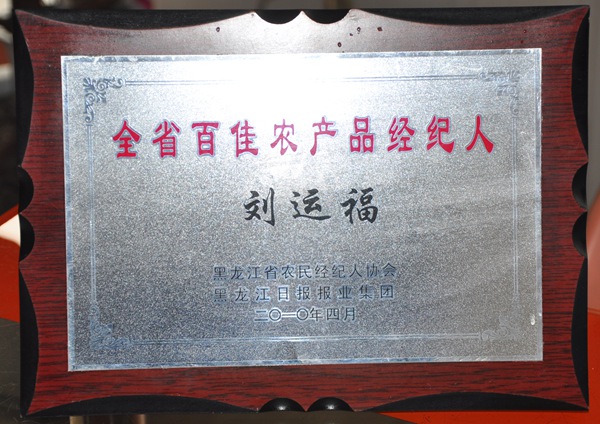 全省百佳农产品经纪人
刘运福
黑龙江省农民经纪人协会
黑龙江日报报业集团
二〇一〇年四月